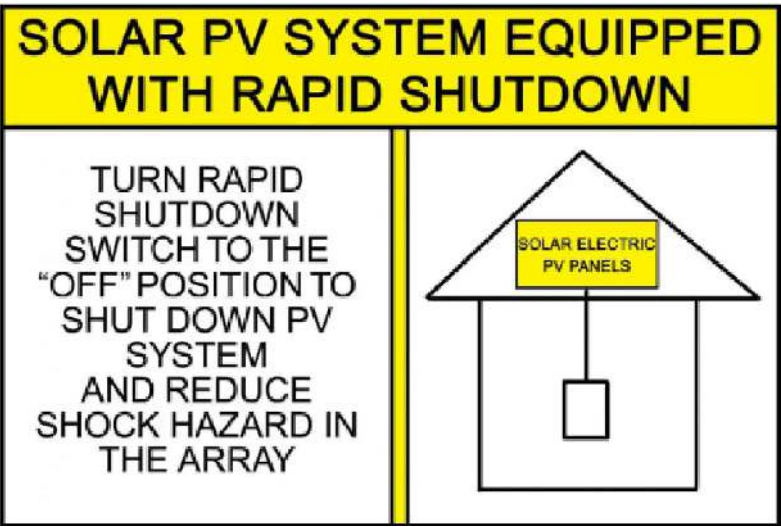 SOLAR PV SYSTEM EQUIPPED
WITH RAPID SHUTDOWN
TURN RAPID
SHUTDOWN
SWITCH TO THE
“OFF” POSITION TO
SHUT DOWN PV
SYSTEM
AND REDUCE
SHOCK HAZARD IN
THE ARRAY
SOLAR ELECTRIC
PV PANELS